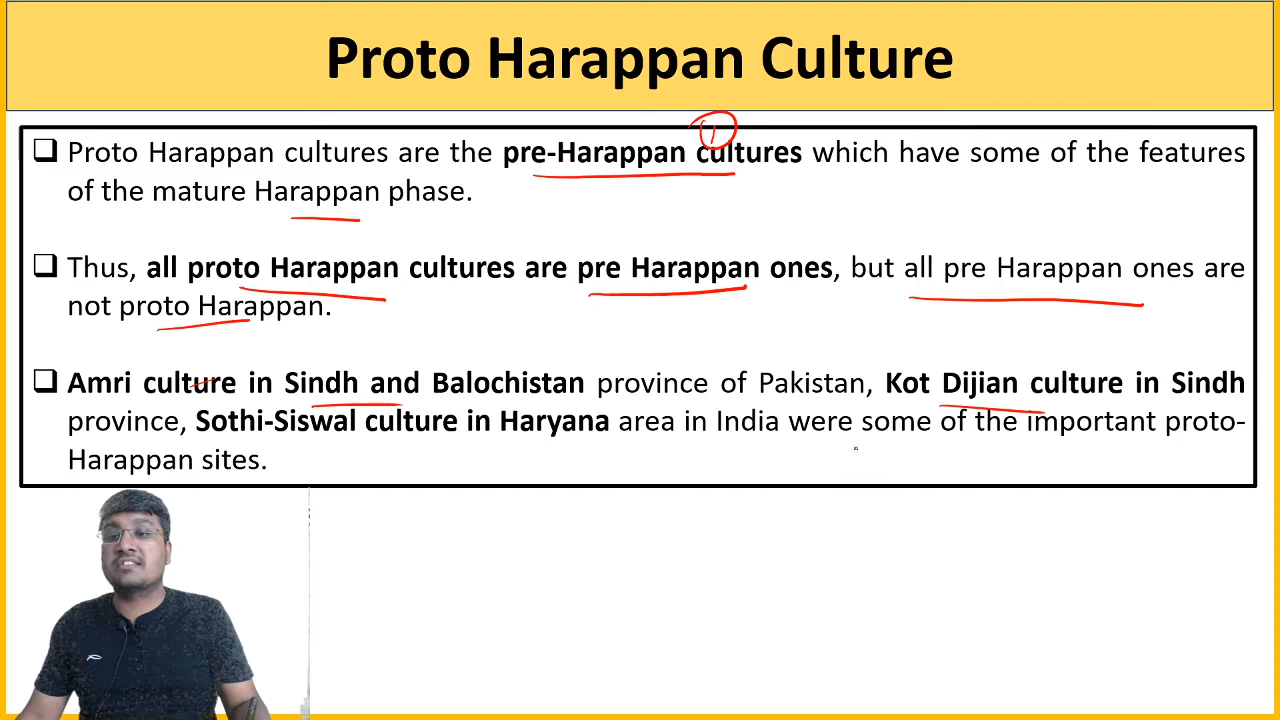 Proto Harappan Culture
Proto Harappan cultures are the pre-Harappan cultures which have some of the features
of the mature Harappan phase.
Thus, all proto Harappan cultures are pre Harappan ones, but all pre Harappan ones are
not proto Harappan.
Amri culture in Sindh and Balochistan province of Pakistan, Kot Dijian culture in Sindh
province, Sothi-Siswal culture in Haryana area in India were some of the important proto-
Harappan sites.